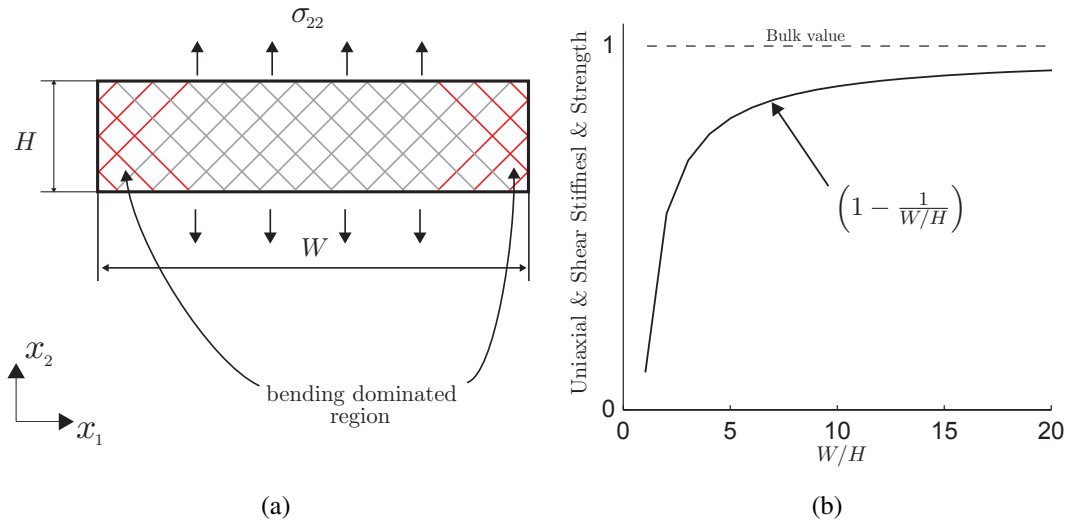 σ₂₂
H
W
x₂
x₁
bending dominated
region
(a)
Uniaxial & Shear Stiffnesl & Strength
1
0
Bulk value
(1 − 1/(W/H))
0 5 10 15 20
W/H
(b)